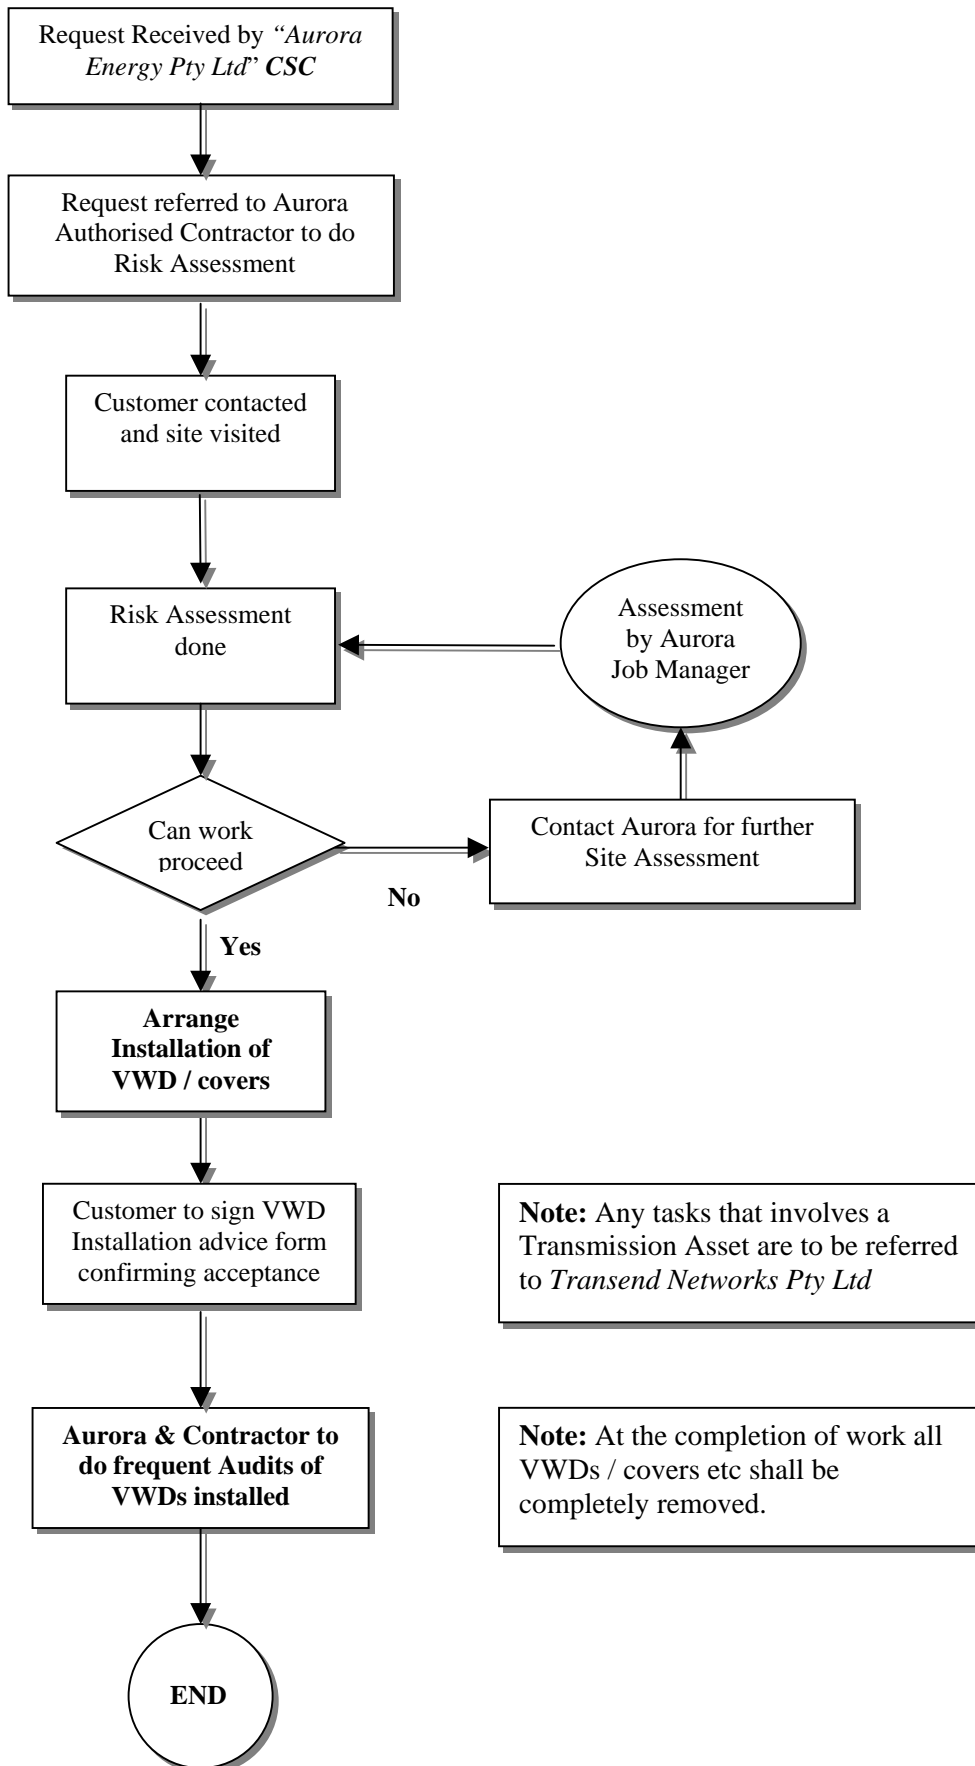 Request Received by “Aurora
Energy Pty Ltd” CSC
Request referred to Aurora
Authorised Contractor to do
Risk Assessment
Customer contacted
and site visited
Risk Assessment
done
Assessment
by Aurora
Job Manager
Can work
proceed
Contact Aurora for further
Site Assessment
No
Yes
Arrange
Installation of
VWD / covers
Customer to sign VWD
Installation advice form
confirming acceptance
Note: Any tasks that involves a
Transmission Asset are to be referred
to Transend Networks Pty Ltd
Aurora & Contractor to
do frequent Audits of
VWDs installed
Note: At the completion of work all
VWDs / covers etc shall be
completely removed.
END